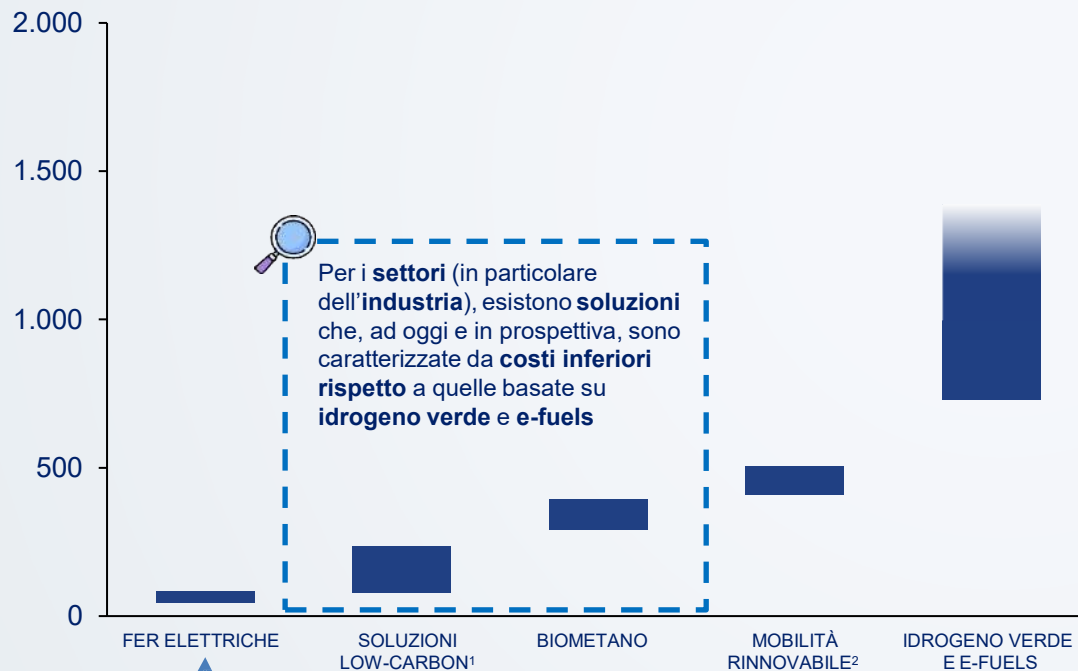 2.000
1.500
1.000
500
0
Per i settori (in particolare
dell'industria), esistono soluzioni
che, ad oggi e in prospettiva, sono
caratterizzate da costi inferiori
rispetto a quelle basate su
idrogeno verde e e-fuels
FER ELETTRICHE
SOLUZIONI
LOW-CARBON¹
BIOMETANO
MOBILITÀ
RINNOVABILE²
IDROGENO VERDE
E E-FUELS